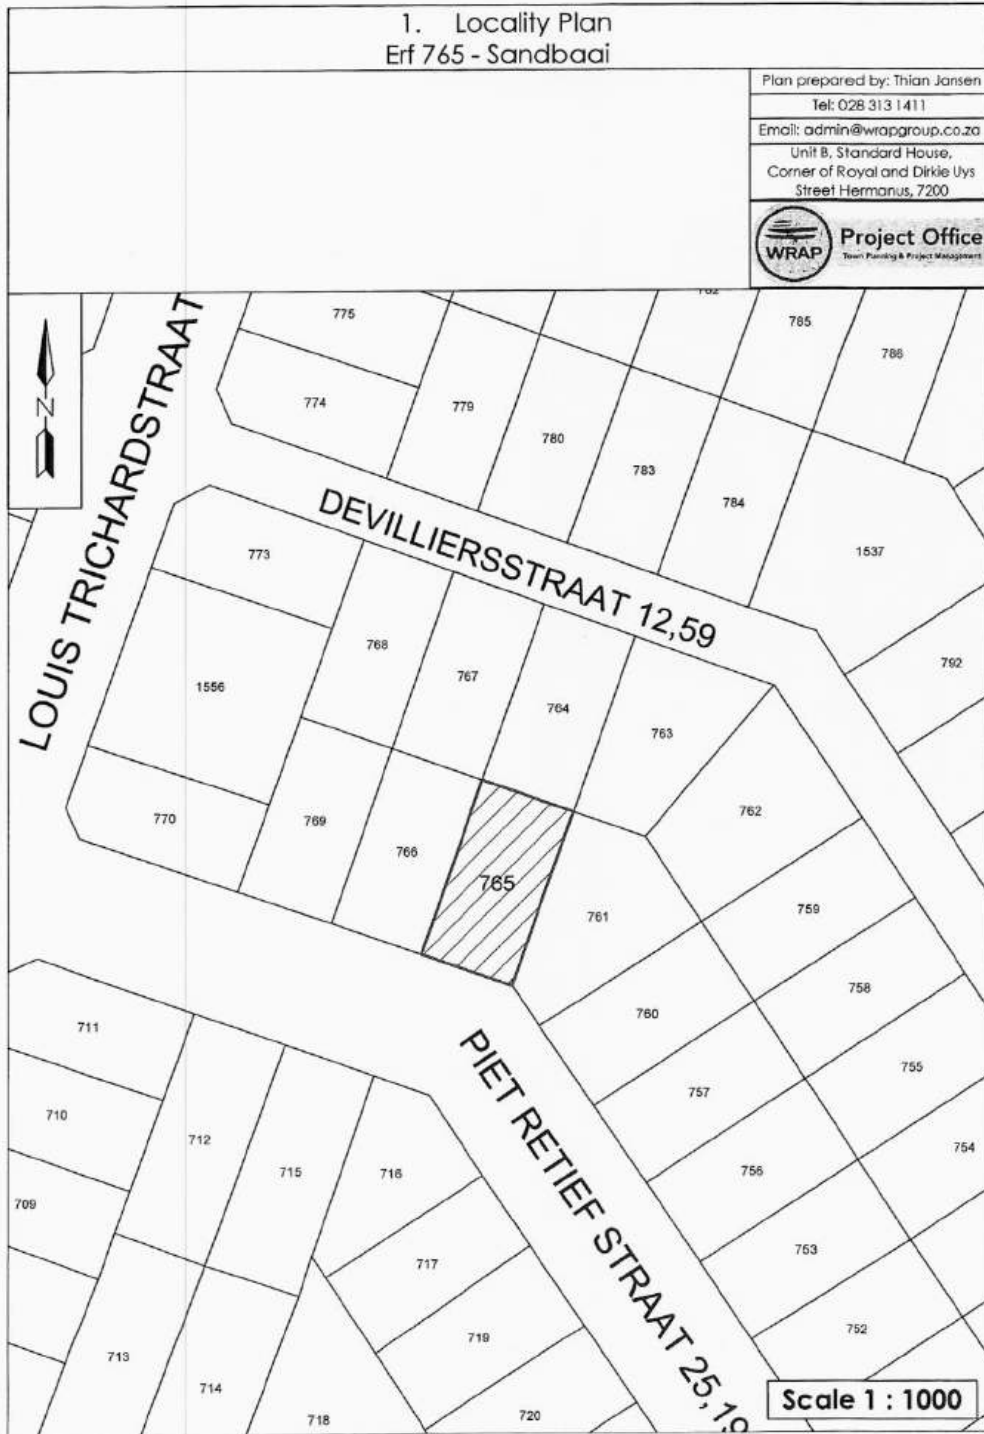 1. Locality Plan
Erf 765 - Sandbaai
Plan prepared by: Thian Jansen
Tel: 028 313 1411
Email: admin@wrapgroup.co.za
Unit B, Standard House,
Corner of Royal and Dirkie Uys
Street Hermanus, 7200
WRAP
Project Office
Town Planning & Project Management
N
LOUIS TRICHARDSTRAAT
775
785
786
774
779
780
783
784
1537
DEVILLIERSSTRAAT 12,59
773
768
767
764
763
792
1556
762
770
769
766
765
761
759
760
758
757
755
756
754
753
752
711
710
712
715
716
709
717
719
713
714
718
720
PIET RETIEF STRAAT 25,19
Scale 1 : 1000